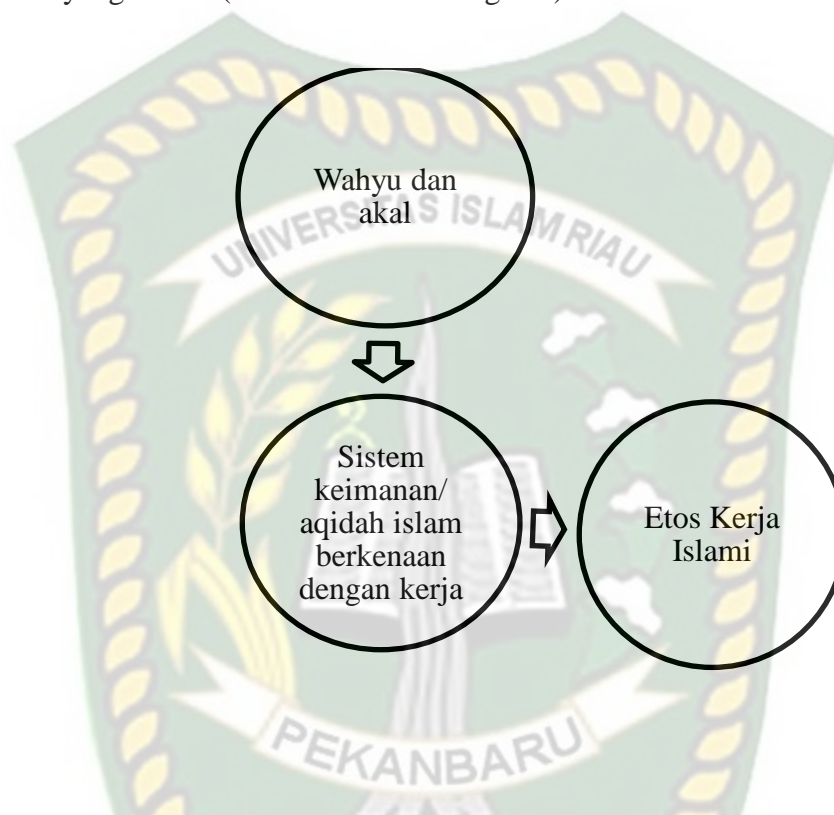 Wahyu dan
akal
UNIVERSITAS ISLAM RIAU
Sistem
keimanan/
aqidah islam
berkenaan
dengan kerja
Etos Kerja
Islami
PEKANBARU